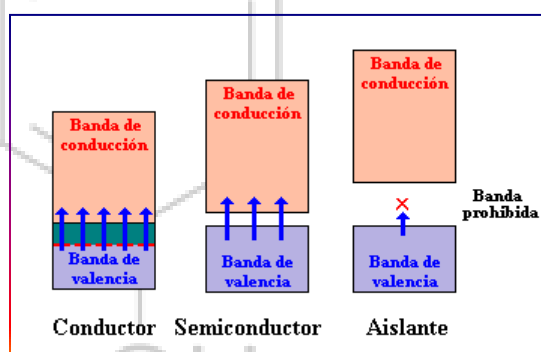 Banda de
conducción
Banda de
valencia
Conductor
Banda de
conducción
Banda de
valencia
Semiconductor
Banda de
conducción
Banda
prohibida
Banda de
valencia
Aislante